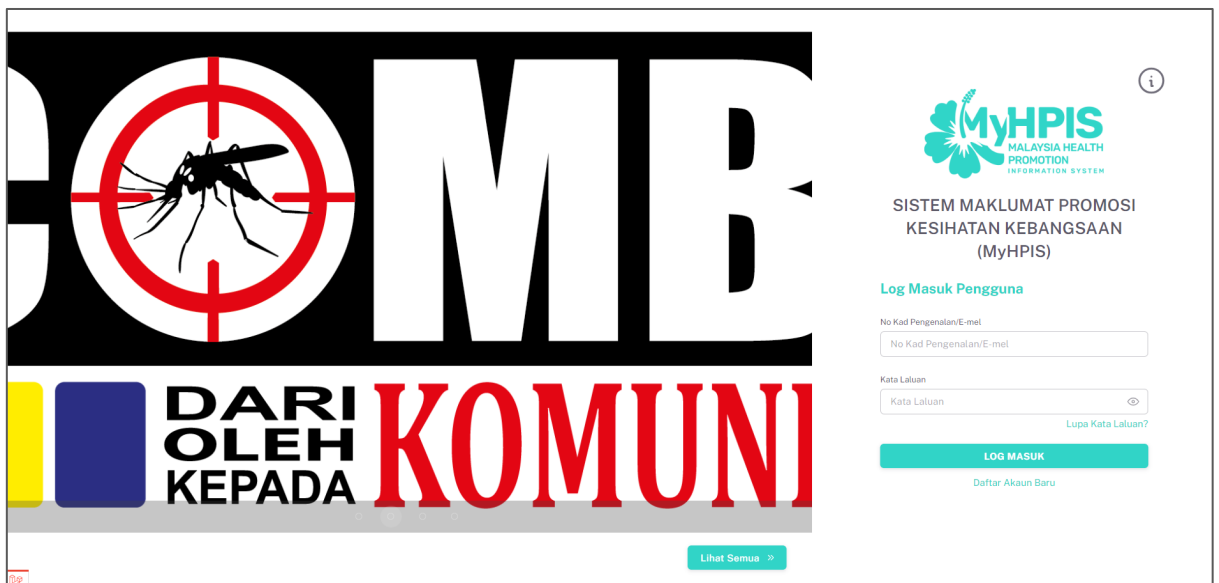 COMB
DARI
OLEH
KEPADA
KOMUNI
Lihat Semua »
i
MyHPIS
MALAYSIA HEALTH
PROMOTION
INFORMATION SYSTEM
SISTEM MAKLUMAT PROMOSI
KESIHATAN KEBANGSAAN
(MyHPIS)
Log Masuk Pengguna
No Kad Pengenalan/E-mel
No Kad Pengenalan/E-mel
Kata Laluan
Kata Laluan
Lupa Kata Laluan?
LOG MASUK
Daftar Akaun Baru